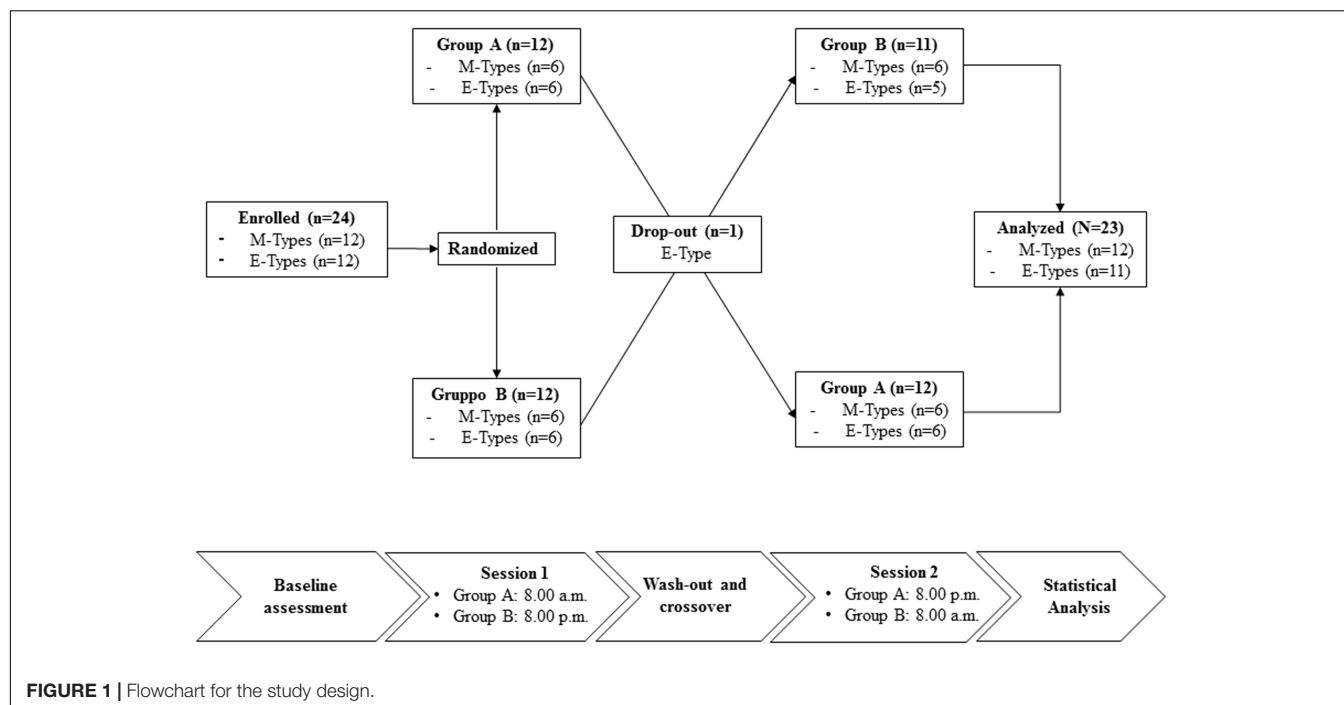 Group A (n=12)
- M-Types (n=6)
- E-Types (n=6)
Group B (n=11)
- M-Types (n=6)
- E-Types (n=5)
Enrolled (n=24)
- M-Types (n=12)
- E-Types (n=12)
Randomized
Drop-out (n=1)
E-Type
Analyzed (N=23)
- M-Types (n=12)
- E-Types (n=11)
Gruppo B (n=12)
- M-Types (n=6)
- E-Types (n=6)
Group A (n=12)
- M-Types (n=6)
- E-Types (n=6)
Baseline
assessment
Session 1
• Group A: 8.00 a.m.
• Group B: 8.00 p.m.
Wash-out and
crossover
Session 2
• Group A: 8.00 p.m.
• Group B: 8.00 a.m.
Statistical
Analysis
FIGURE 1 | Flowchart for the study design.